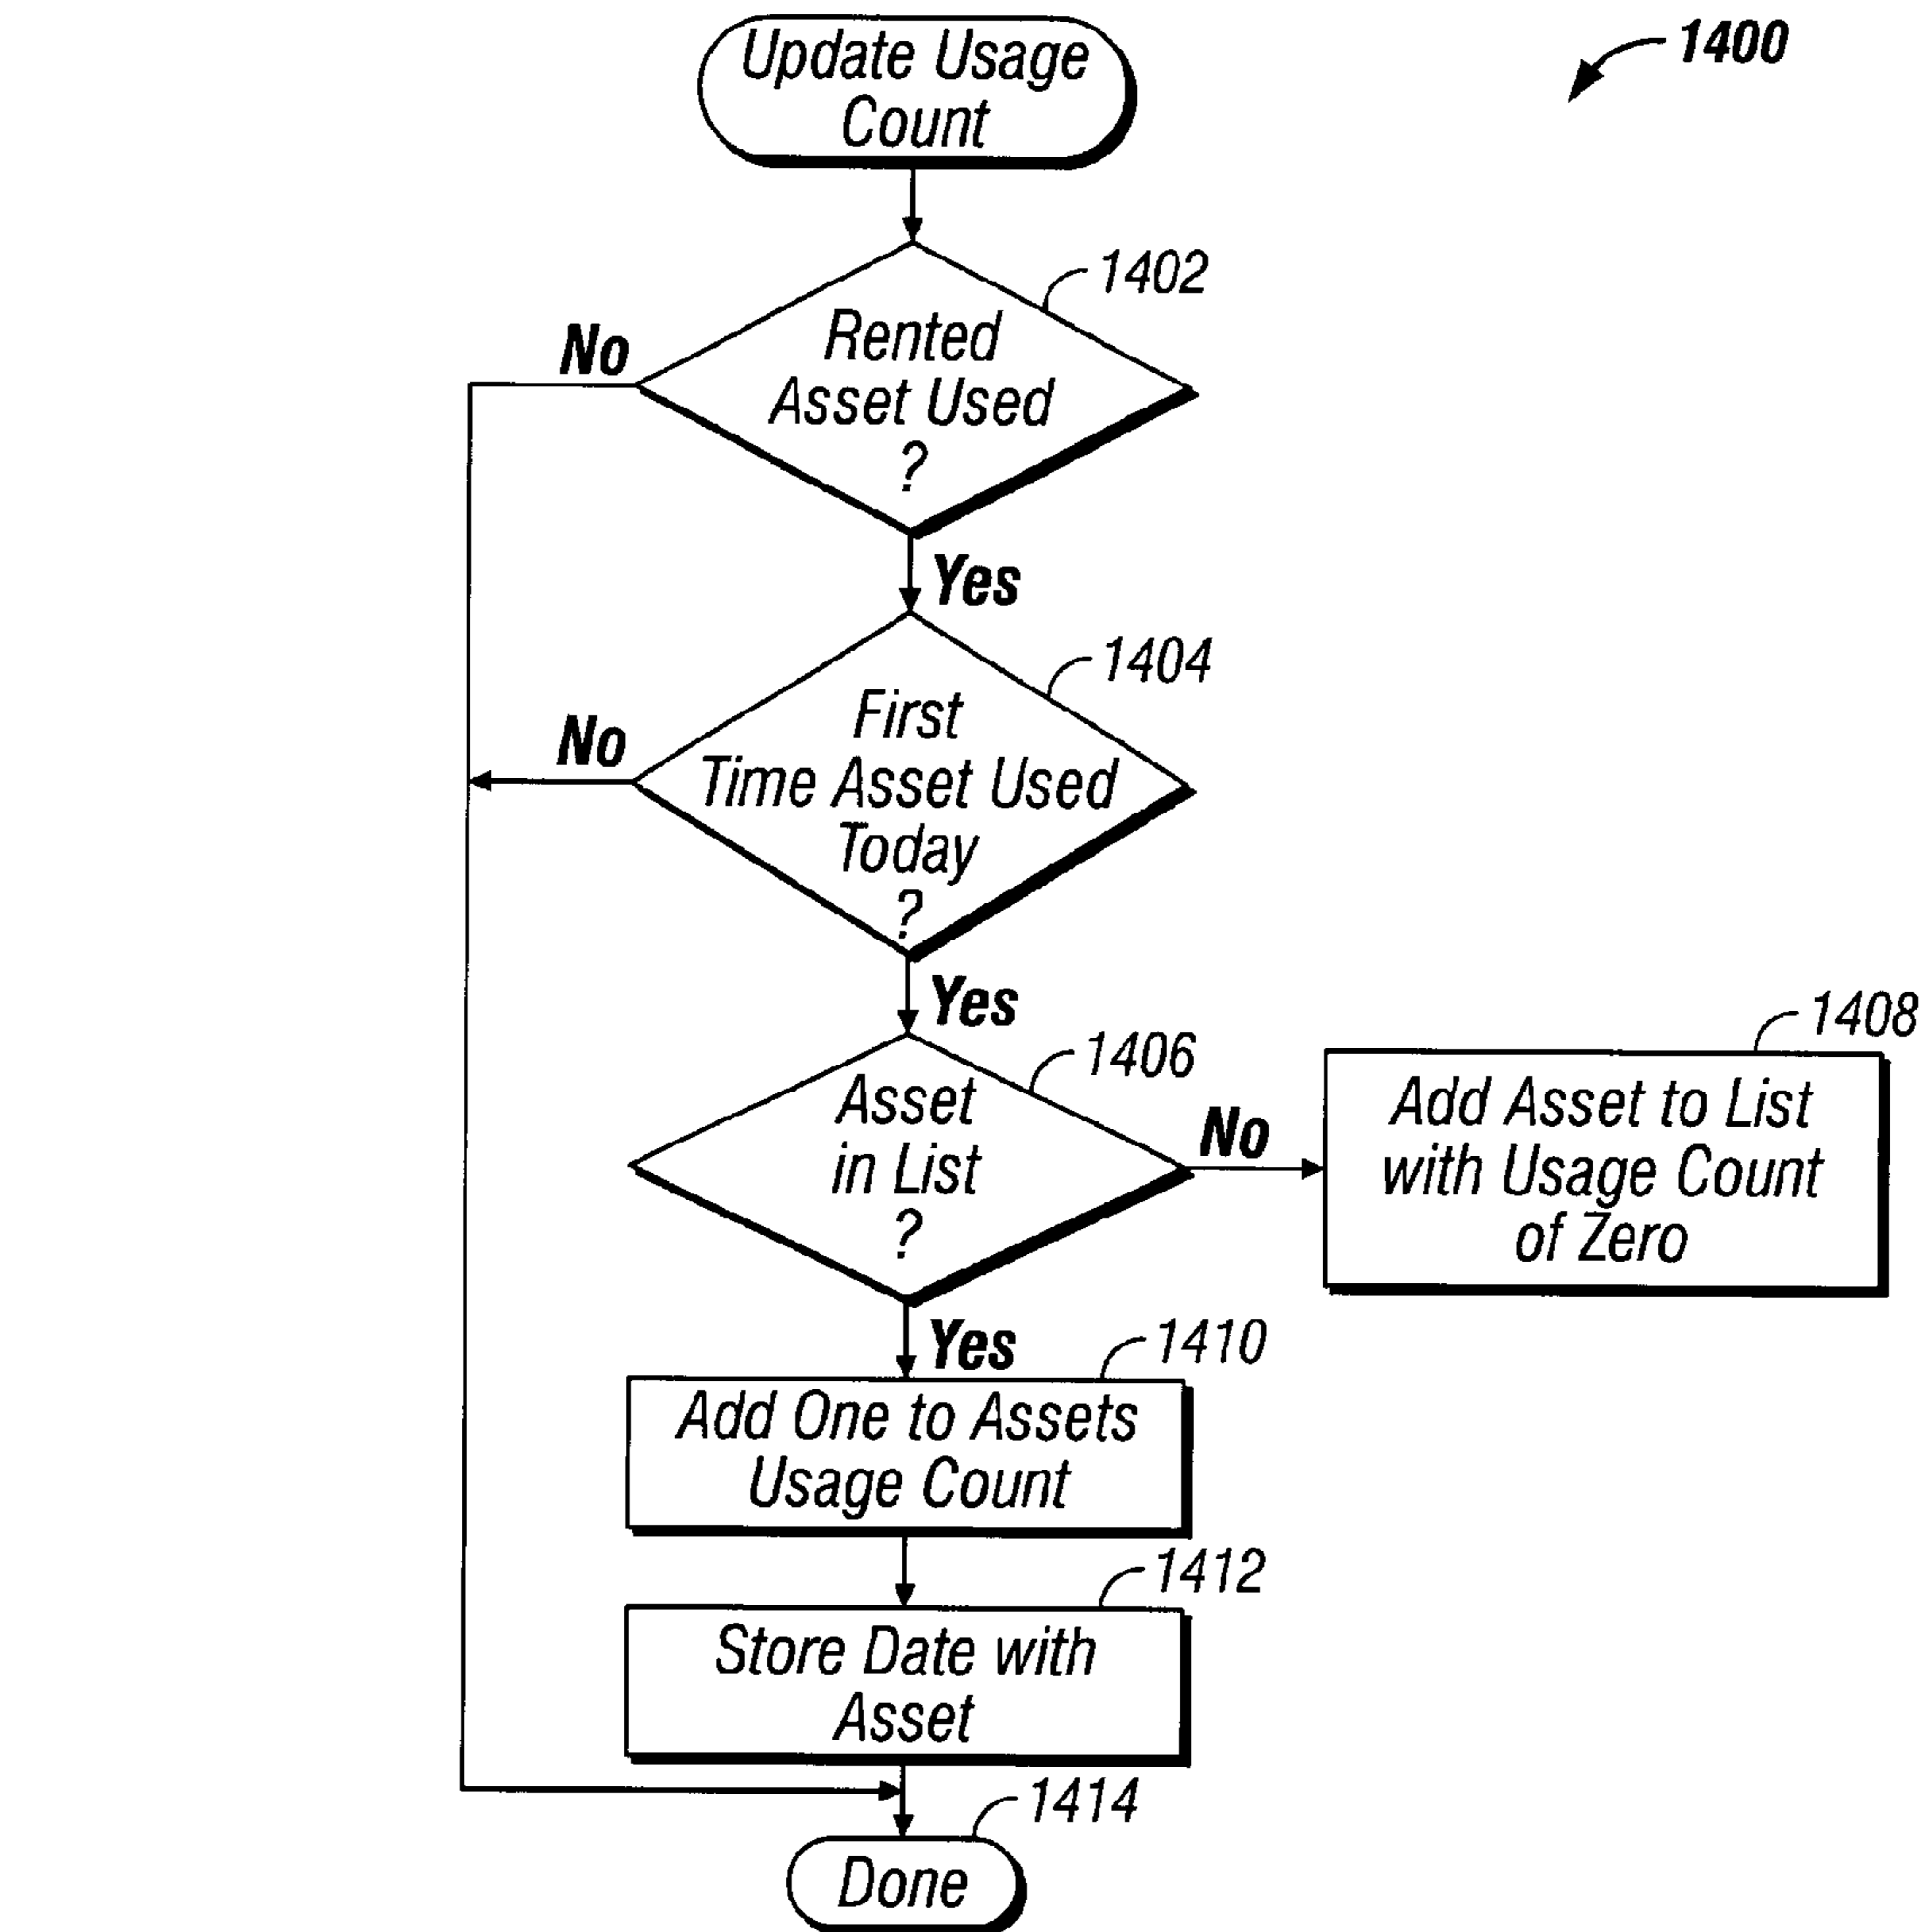 Update Usage
Count
1400
1402
Rented
Asset Used
?
No
Yes
1404
First
Time Asset Used
Today
?
No
Yes
1406
Asset
in List
?
No
1408
Add Asset to List
with Usage Count
of Zero
Yes
1410
Add One to Assets
Usage Count
1412
Store Date with
Asset
1414
Done